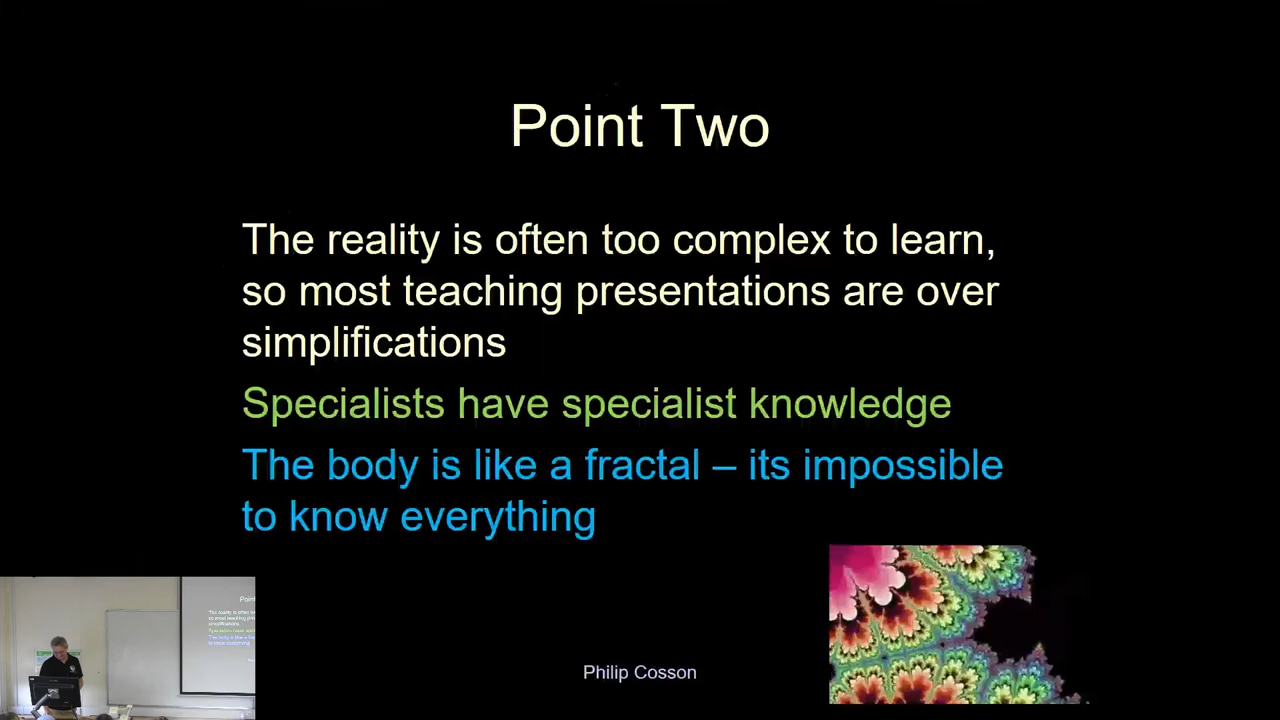 Point Two
The reality is often too complex to learn,
so most teaching presentations are over
simplifications
Specialists have specialist knowledge
The body is like a fractal – its impossible
to know everything
Philip Cosson